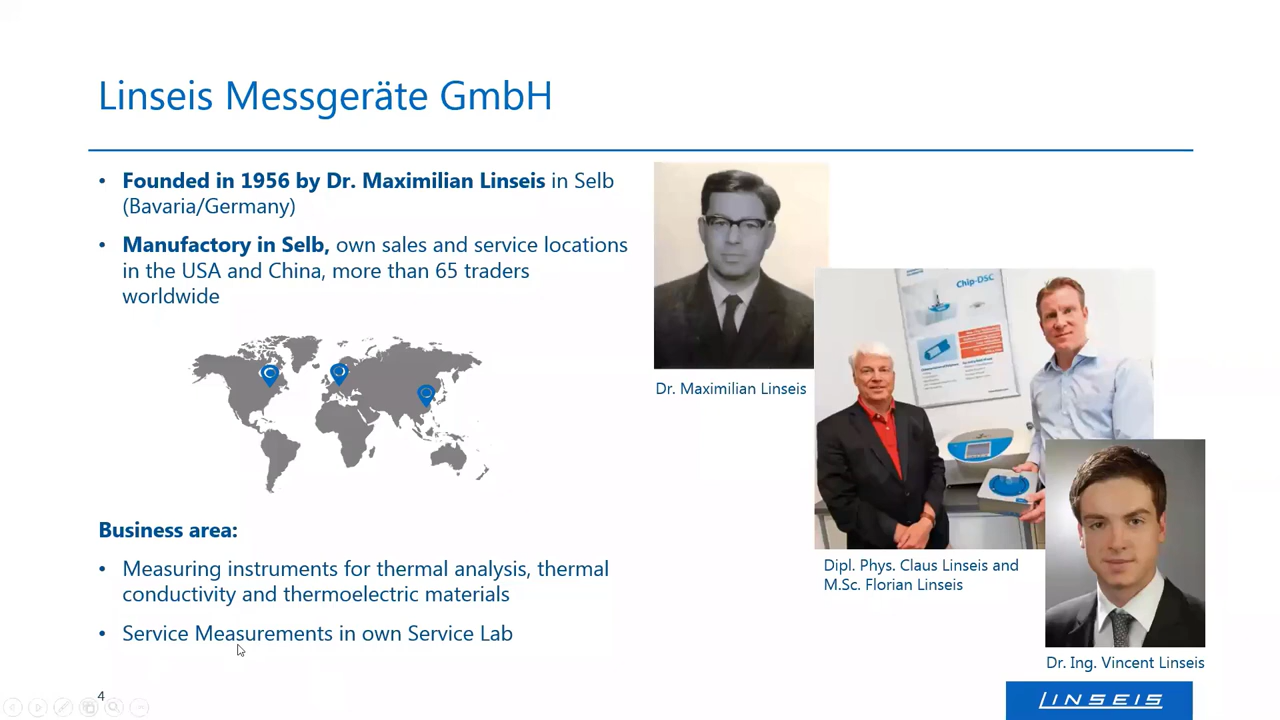 Linseis Messgeräte GmbH
• Founded in 1956 by Dr. Maximilian Linseis in Selb
(Bavaria/Germany)
• Manufactory in Selb, own sales and service locations
in the USA and China, more than 65 traders
worldwide
Chip-DSC
Dr. Maximilian Linseis
Business area:
• Measuring instruments for thermal analysis, thermal
conductivity and thermoelectric materials
• Service Measurements in own Service Lab
Dipl. Phys. Claus Linseis and
M.Sc. Florian Linseis
Dr. Ing. Vincent Linseis
4
LINSEIS